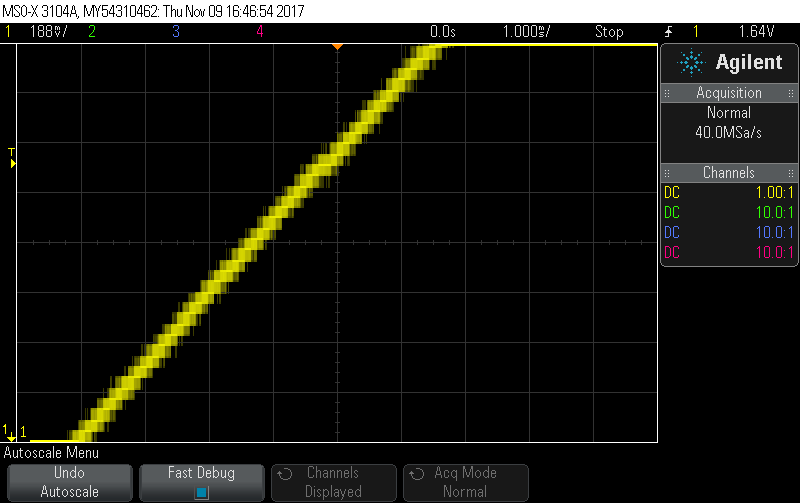 MSO-X 3104A, MY54310462: Thu Nov 09 16:46:54 2017
1 188mV/ 2 3 4 0.0s 1.000ms/ Stop 1 1.64V
Agilent
Acquisition
Normal
40.0MSa/s
Channels
DC 1.00:1
DC 10.0:1
DC 10.0:1
DC 10.0:1
T
1 1
Autoscale Menu
Undo
Autoscale
Fast Debug
Channels
Displayed
Acq Mode
Normal